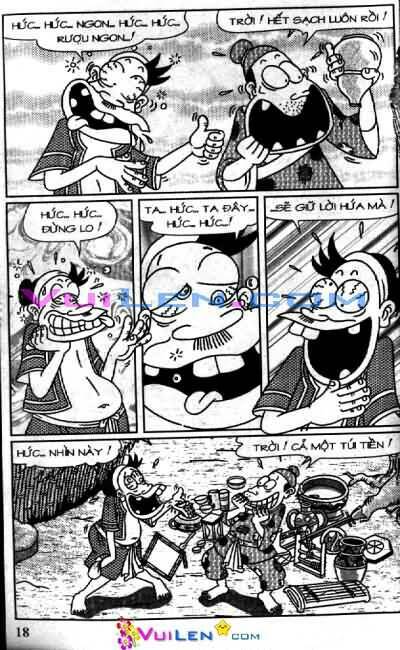 HỨC... HỨC... NGON... HỨC... HỨC...
RƯỢU NGON...!
TRỜI! HẾT SẠCH LUÔN RỒI!
HỨC... HỨC...
ĐỪNG LO!
TA... HỨC... TA ĐÂY...
HỨC... HỨC...!
SẼ GIỮ LỜI HỨA MÀ!
VUILEN.COM
HỨC... NHÌN NÀY!
TRỜI! CẢ MỘT TÚI TIỀN!
18
VUILEN.COM